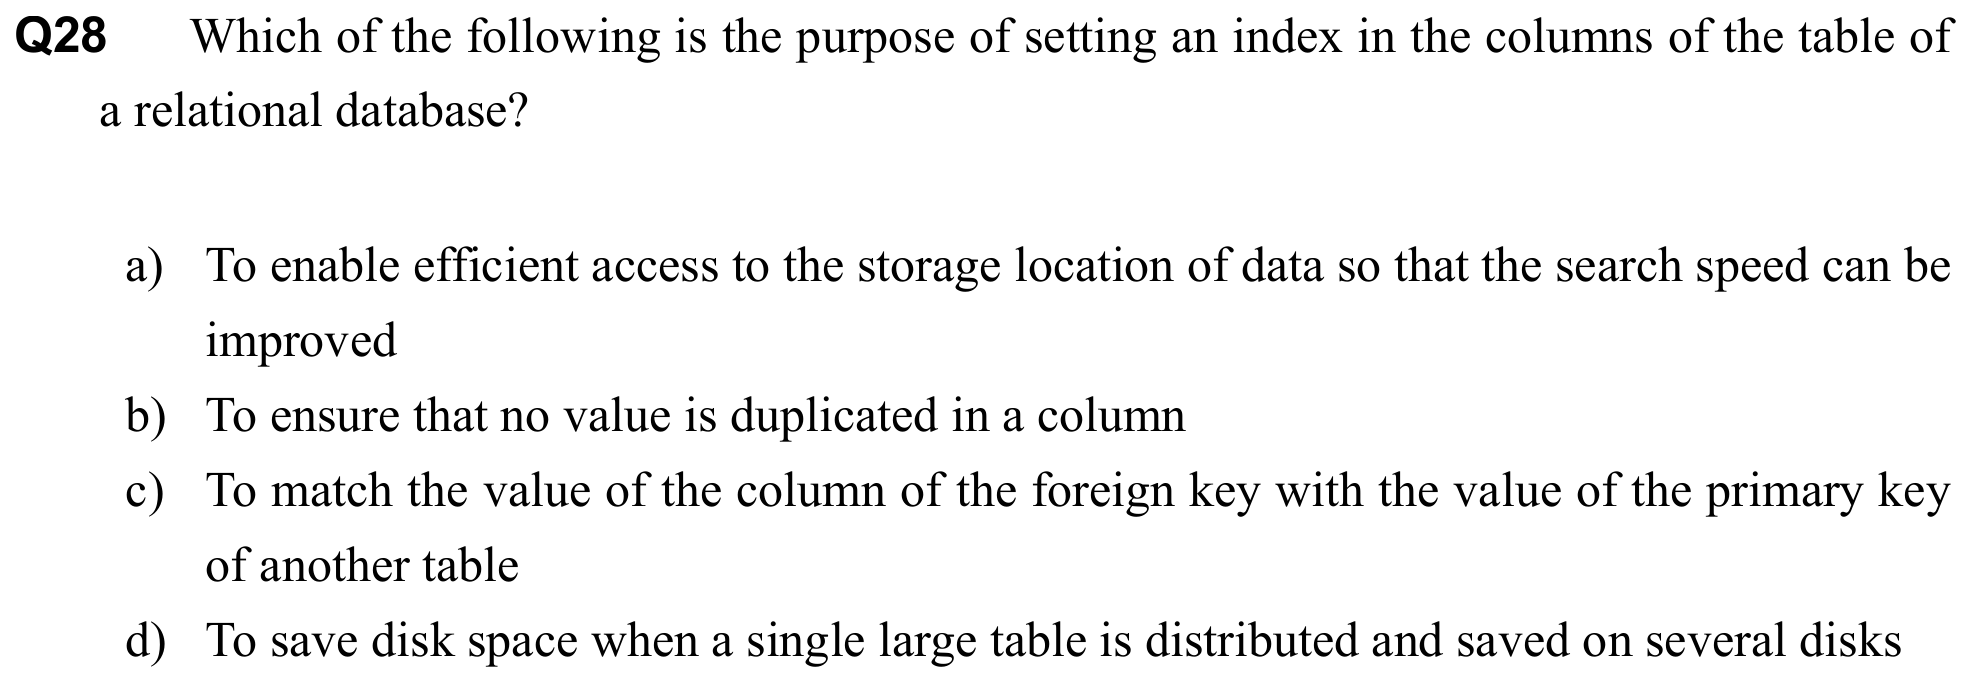 Q28 Which of the following is the purpose of setting an index in the columns of the table of
a relational database?
a) To enable efficient access to the storage location of data so that the search speed can be
improved
b) To ensure that no value is duplicated in a column
c) To match the value of the column of the foreign key with the value of the primary key
of another table
d) To save disk space when a single large table is distributed and saved on several disks